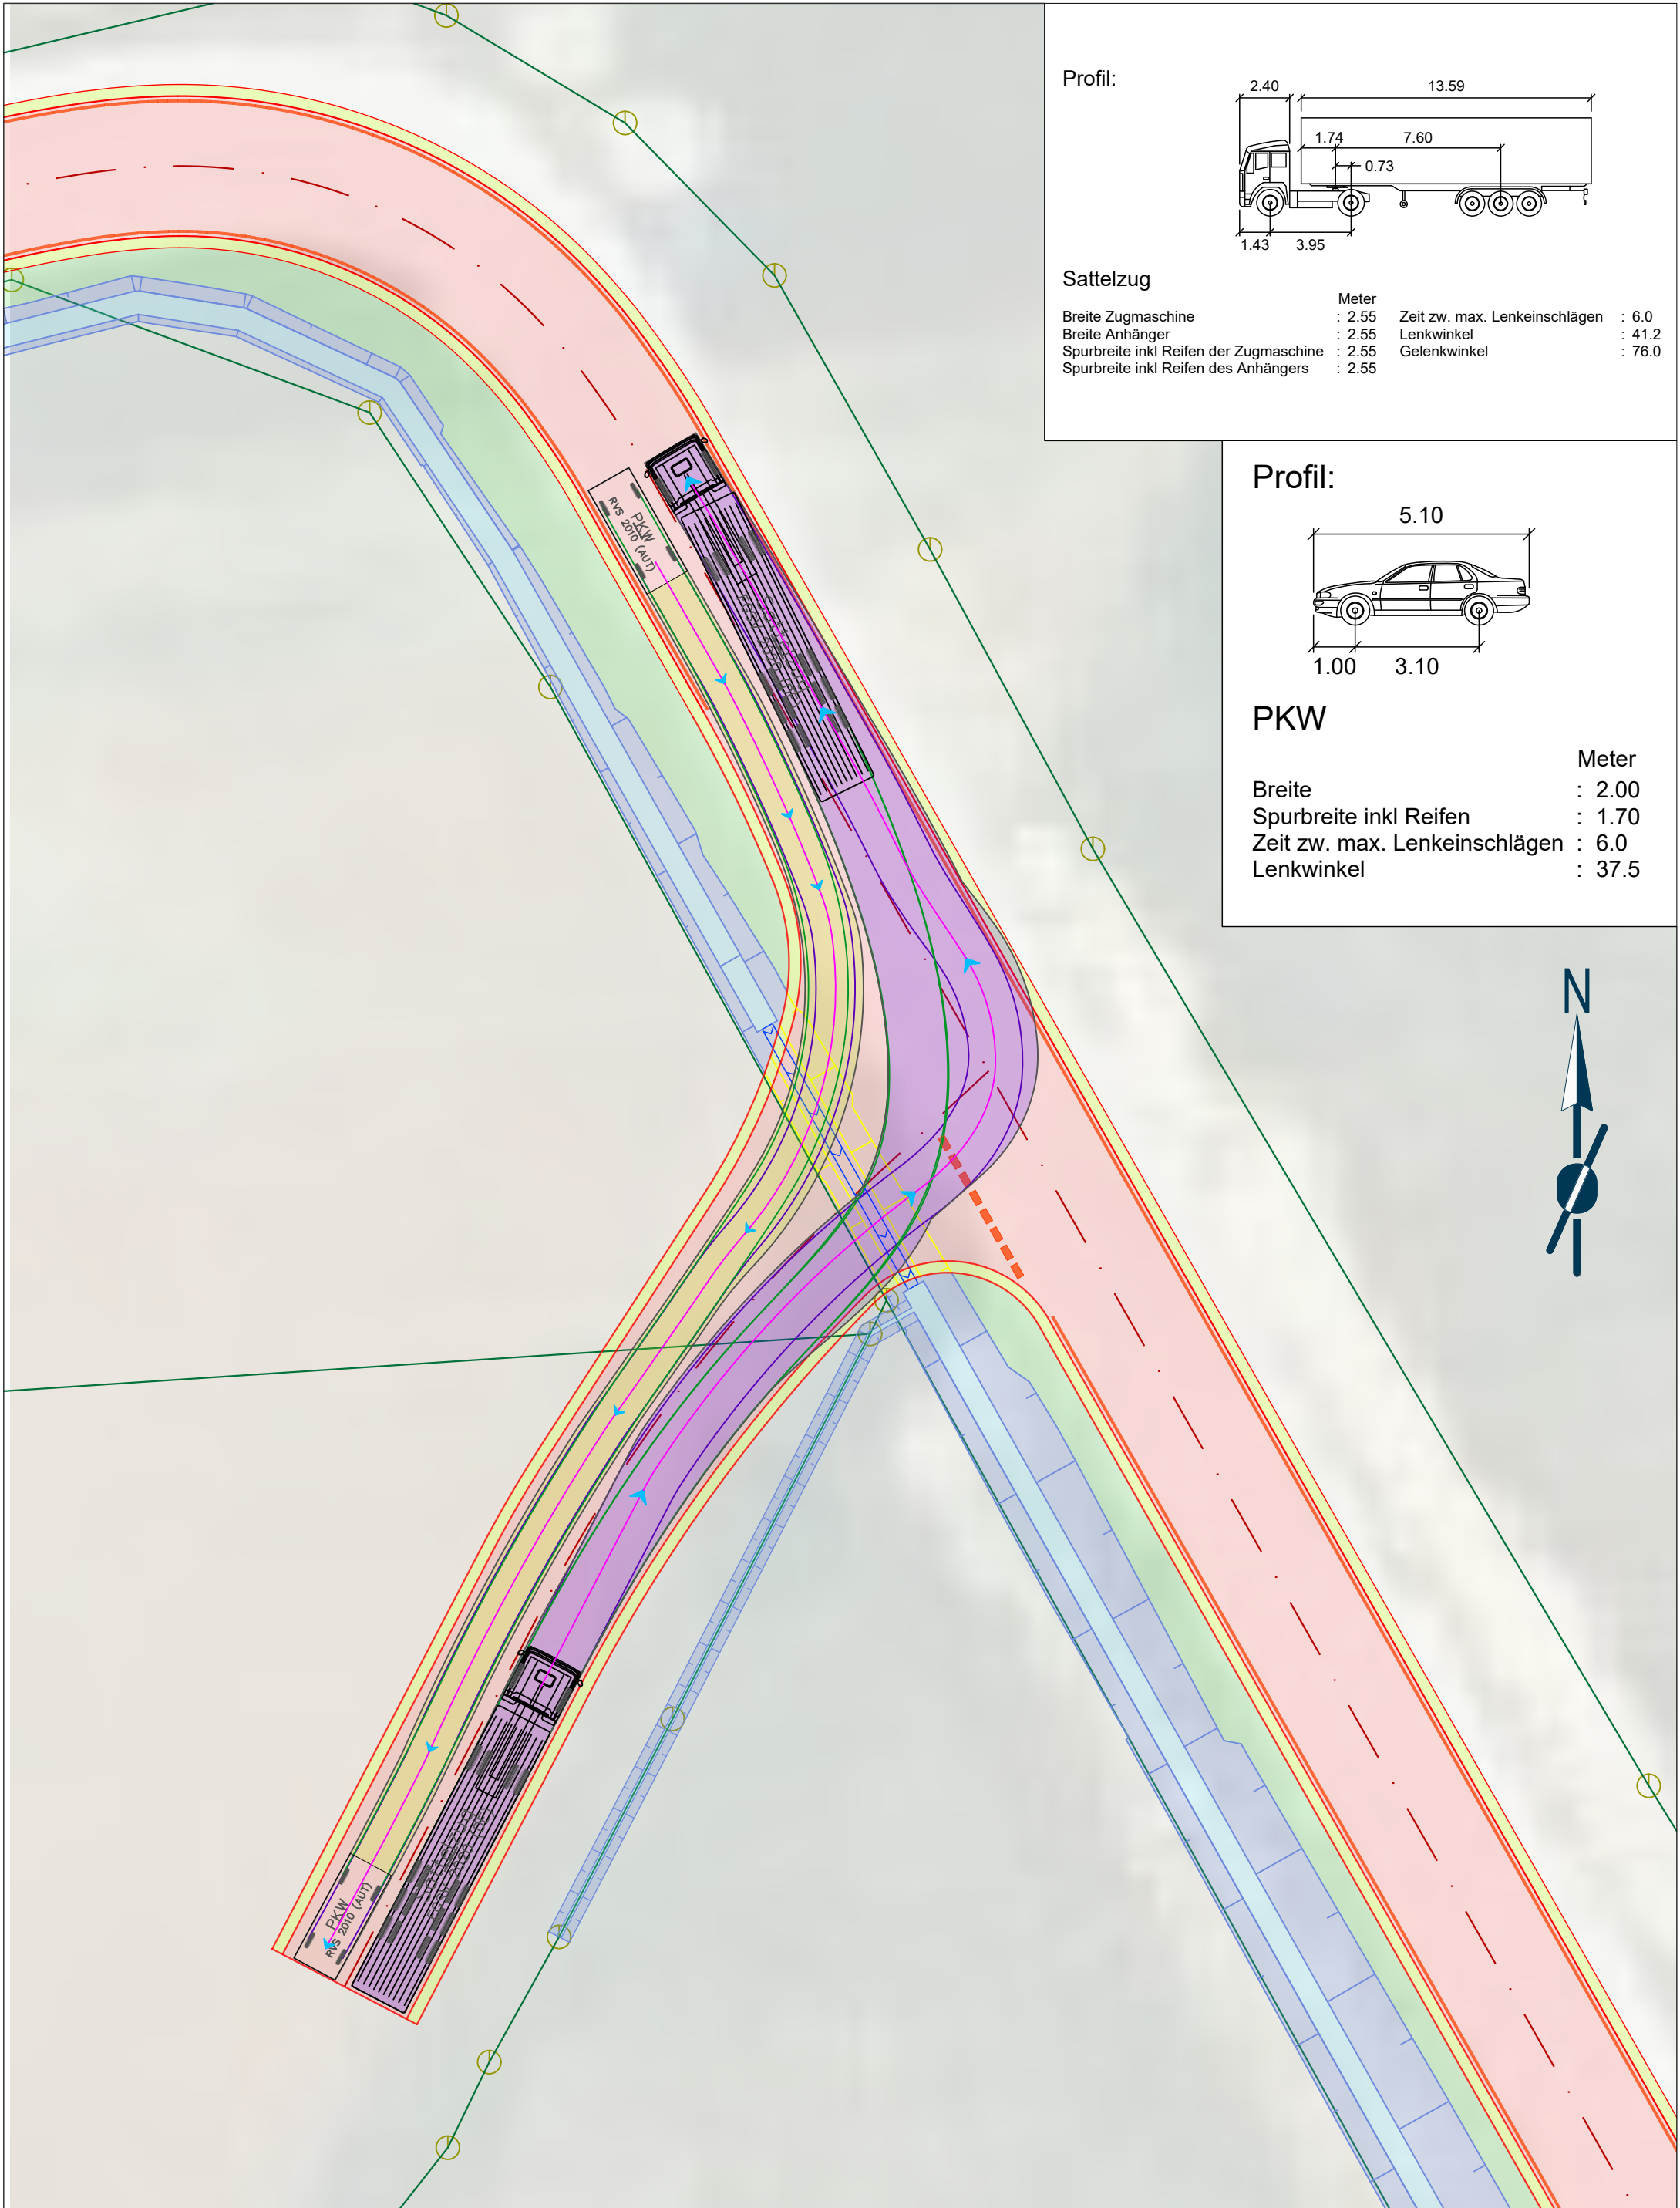 Profil:
2.40 13.59
1.74 7.60
0.73
1.43 3.95
Sattelzug
Meter
Breite Zugmaschine : 2.55 Zeit zw. max. Lenkeinschlägen : 6.0
Breite Anhänger : 2.55 Lenkwinkel : 41.2
Spurbreite inkl Reifen der Zugmaschine : 2.55 Gelenkwinkel : 76.0
Spurbreite inkl Reifen des Anhängers : 2.55
Profil:
5.10
1.00 3.10
PKW
Meter
Breite : 2.00
Spurbreite inkl Reifen : 1.70
Zeit zw. max. Lenkeinschlägen : 6.0
Lenkwinkel : 37.5
N
PKW
RVS 2010 (AUT)
PKW
RVS 2010 (AUT)